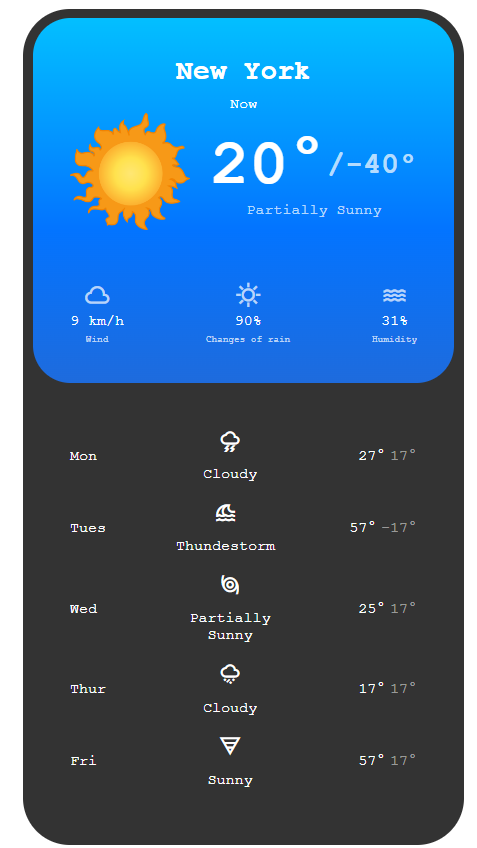 New York
Now
20°/-40°
Partially Sunny
9 km/h 90% 31%
Wind Changes of rain Humidity
Mon Cloudy 27° 17°
Tues Thundestorm 57° -17°
Wed Partially Sunny 25° 17°
Thur Cloudy 17° 17°
Fri Sunny 57° 17°